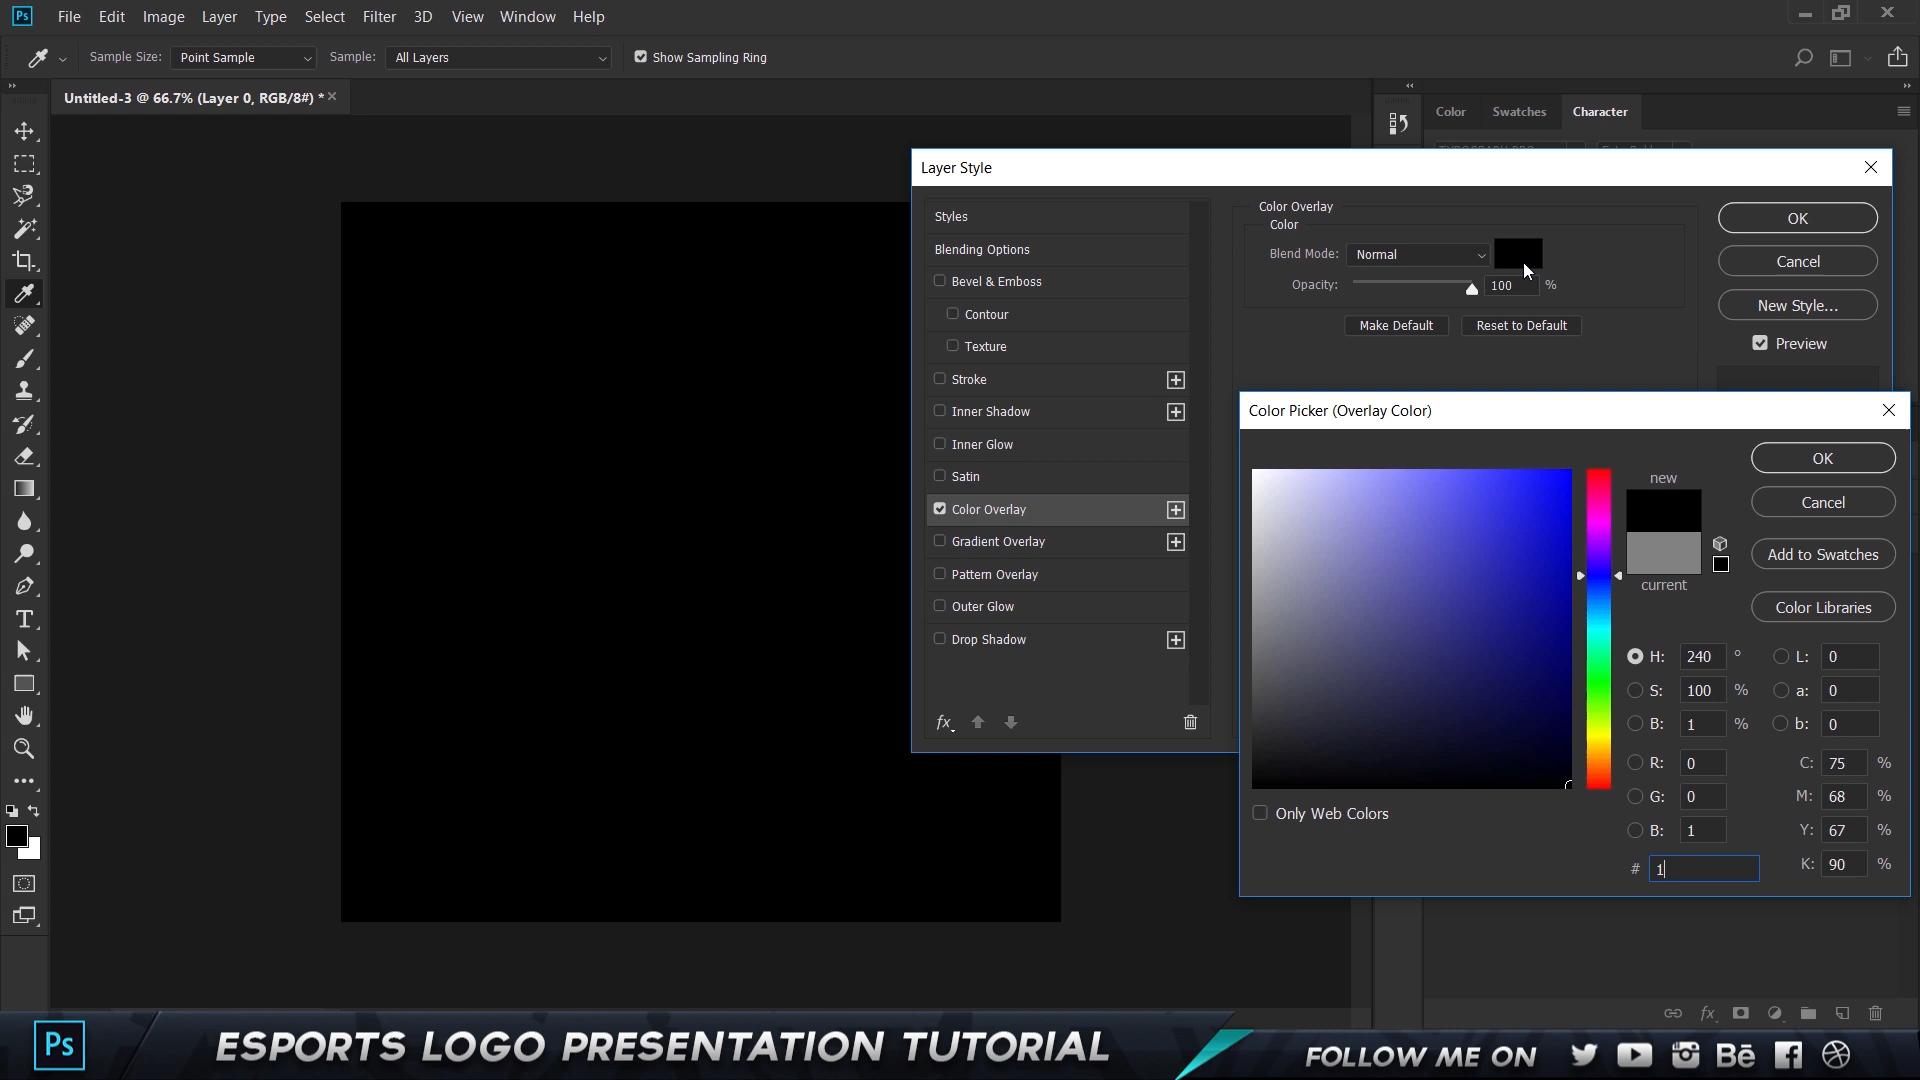 Ps File Edit Image Layer Type Select Filter 3D View Window Help
Sample Size: Point Sample Sample: All Layers Show Sampling Ring
Untitled-3 @ 66.7% (Layer 0, RGB/8#) *
Color Swatches Character
Layer Style
Styles
Blending Options
Bevel & Emboss
Contour
Texture
Stroke
Inner Shadow
Inner Glow
Satin
Color Overlay
Gradient Overlay
Pattern Overlay
Outer Glow
Drop Shadow
fx
Color Overlay
Color
Blend Mode: Normal
Opacity: 100 %
Make Default Reset to Default
OK
Cancel
New Style...
Preview
Color Picker (Overlay Color)
new
current
OK
Cancel
Add to Swatches
Color Libraries
Only Web Colors
H: 240 ° L: 0
S: 100 % a: 0
B: 1 % b: 0
R: 0 C: 75 %
G: 0 M: 68 %
B: 1 Y: 67 %
# 1 K: 90 %
fx
Ps ESPORTS LOGO PRESENTATION TUTORIAL FOLLOW ME ON Bē